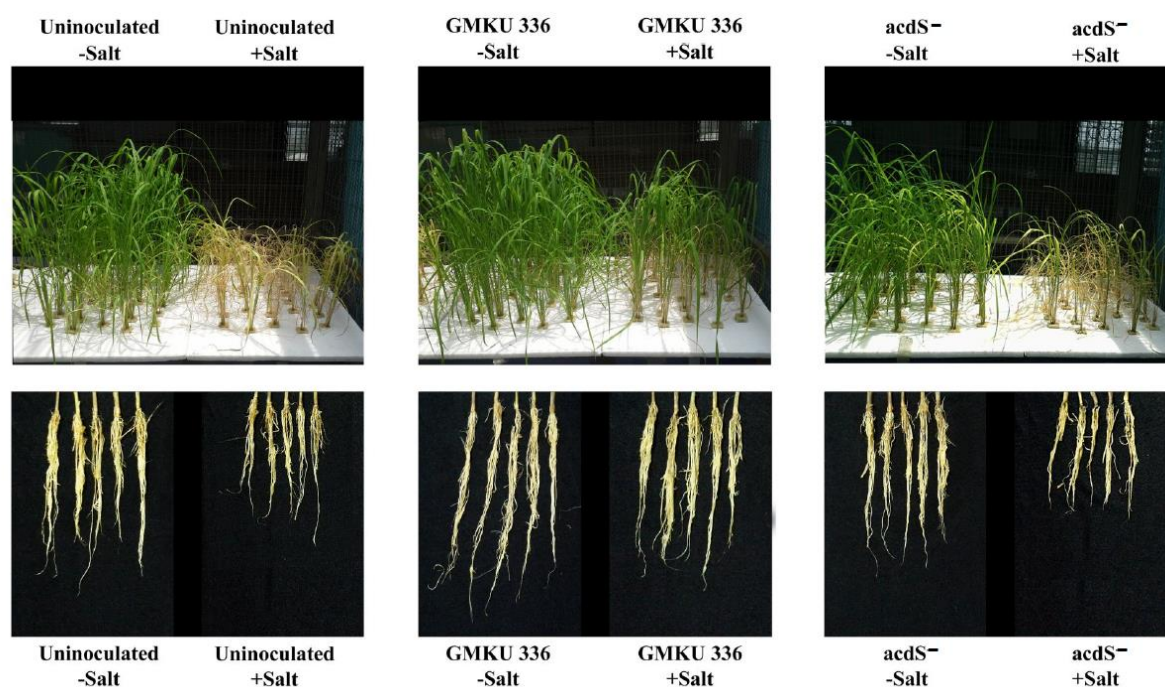 Uninoculated
-Salt
Uninoculated
+Salt
GMKU 336
-Salt
GMKU 336
+Salt
acdS⁻
-Salt
acdS⁻
+Salt
Uninoculated
-Salt
Uninoculated
+Salt
GMKU 336
-Salt
GMKU 336
+Salt
acdS⁻
-Salt
acdS⁻
+Salt